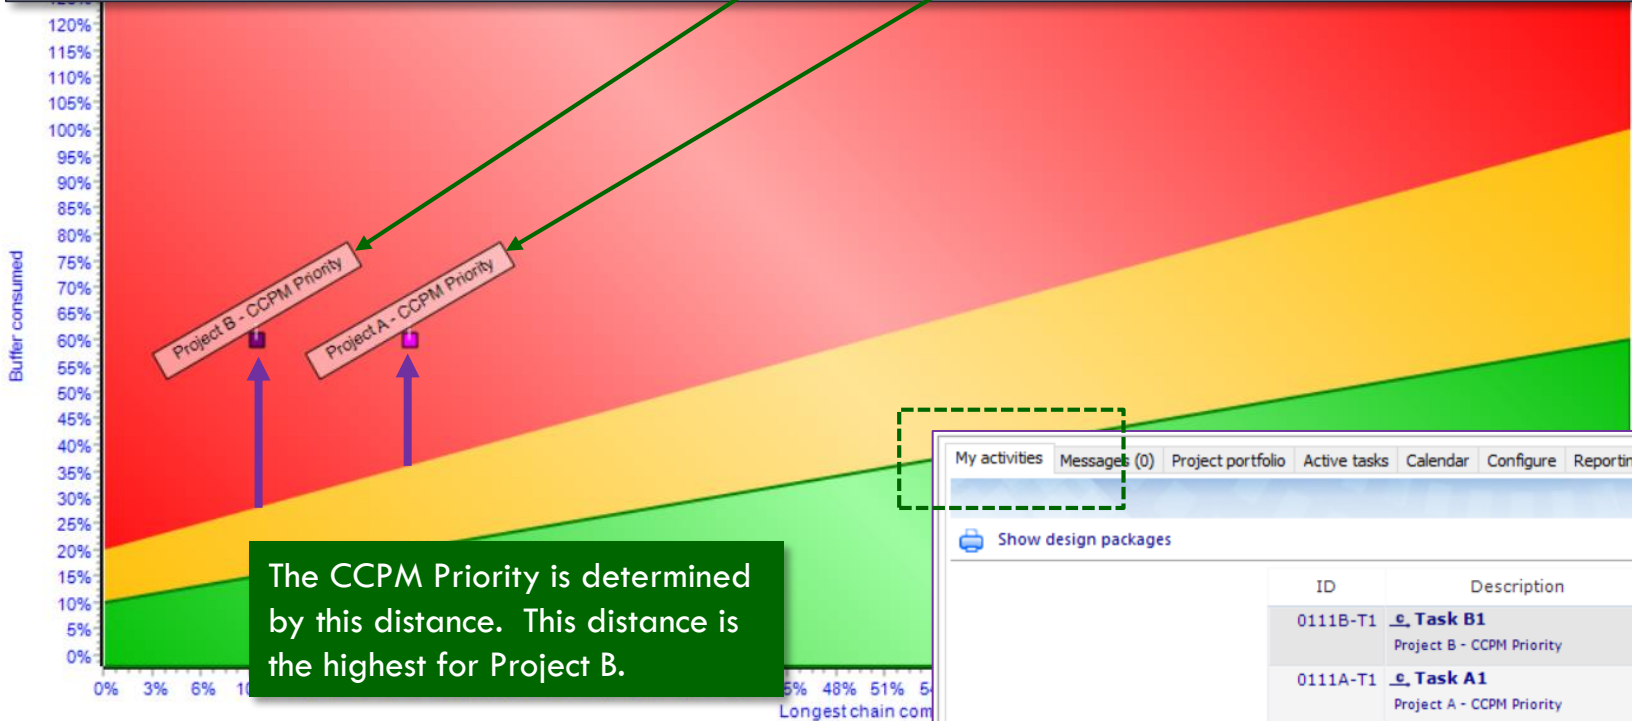 120%
115%
110%
105%
100%
95%
90%
85%
80%
75%
70%
65%
60%
55%
50%
45%
40%
35%
30%
25%
20%
15%
10%
5%
0%
Buffer consumed
Project B - CCPM Priority
Project A - CCPM Priority
The CCPM Priority is determined
by this distance. This distance is
the highest for Project B.
0% 3% 6% 48% 51%
Longest chain com
My activities Messages (0) Project portfolio Active tasks Calendar Configure Reportin
Show design packages
ID Description
0111B-T1 c Task B1
Project B - CCPM Priority
0111A-T1 c Task A1
Project A - CCPM Priority